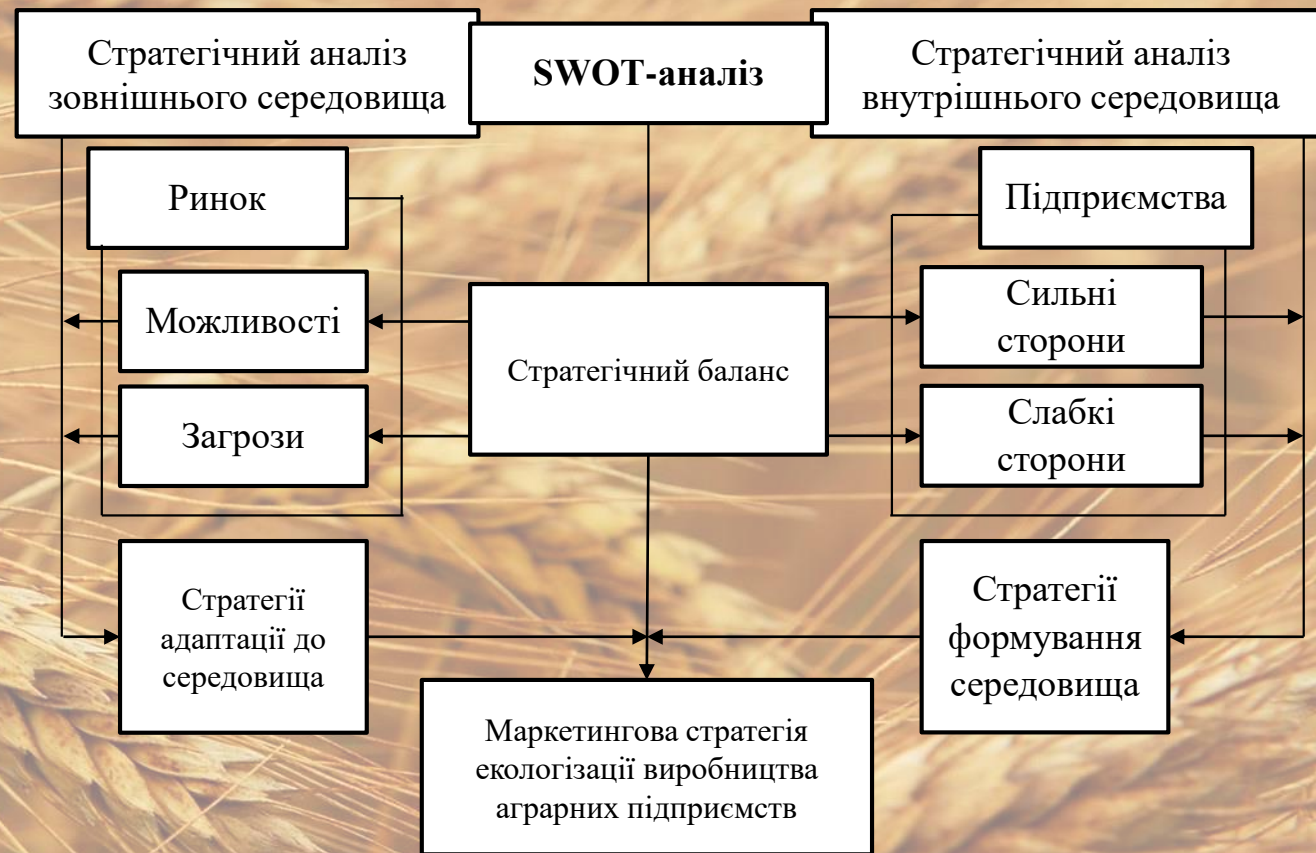 Стратегічний аналіз
зовнішнього середовища
SWOT-аналіз
Стратегічний аналіз
внутрішнього середовища
Ринок
Підприємства
Можливості
Загрози
Стратегічний баланс
Сильні
сторони
Слабкі
сторони
Стратегії
адаптації до
середовища
Стратегії
формування
середовища
Маркетингова стратегія
екологізації виробництва
аграрних підприємств